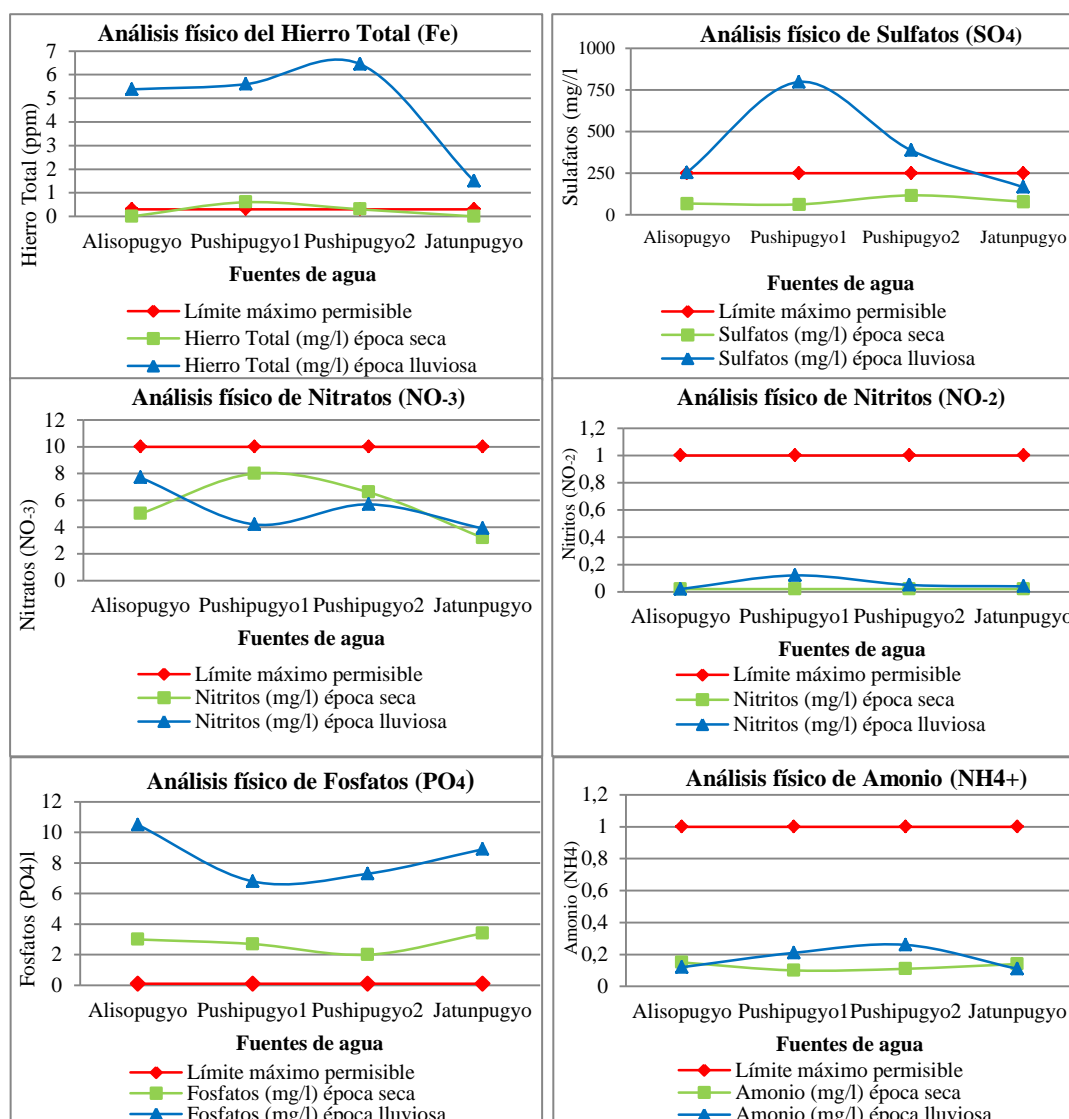 Análisis físico del Hierro Total (Fe)
Hierro Total (ppm)
7
6
5
4
3
2
1
0
Alisopugyo Pushipugyo1 Pushipugyo2 Jatunpugyo
Fuentes de agua
Límite máximo permisible
Hierro Total (mg/l) época seca
Hierro Total (mg/l) época lluviosa
Análisis físico de Sulfatos (SO4)
Sulafatos (mg//l
1000
750
500
250
0
Alisopugyo Pushipugyo1 Pushipugyo2 Jatunpugyo
Fuentes de agua
Límite máximo permisible
Sulfatos (mg/l) época seca
Sulfatos (mg/l) época lluviosa
Análisis físico de Nitratos (NO-3)
Nitratos (NO-3)
12
10
8
6
4
2
0
Alisopugyo Pushipugyo1 Pushipugyo2 Jatunpugyo
Fuentes de agua
Límite máximo permisible
Nitritos (mg/l) época seca
Nitritos (mg/l) época lluviosa
Análisis físico de Nitritos (NO-2)
Nitritos (NO-2)
1,2
1
0,8
0,6
0,4
0,2
0
Alisopugyo Pushipugyo1 Pushipugyo2 Jatunpugyo
Fuentes de agua
Límite máximo permisible
Nitritos (mg/l) época seca
Nitritos (mg/l) época lluviosa
Análisis físico de Fosfatos (PO4)
Fosfatos (PO4)l
12
10
8
6
4
2
0
Alisopugyo Pushipugyo1 Pushipugyo2 Jatunpugyo
Fuentes de agua
Límite máximo permisible
Fosfatos (mg/l) época seca
Fosfatos (mg/l) época lluviosa
Análisis físico de Amonio (NH4+)
Amonio (NH4)
1,2
1
0,8
0,6
0,4
0,2
0
Alisopugyo Pushipugyo1 Pushipugyo2 Jatunpugyo
Fuentes de agua
Límite máximo permisible
Amonio (mg/l) época seca
Amonio (mg/l) época lluviosa